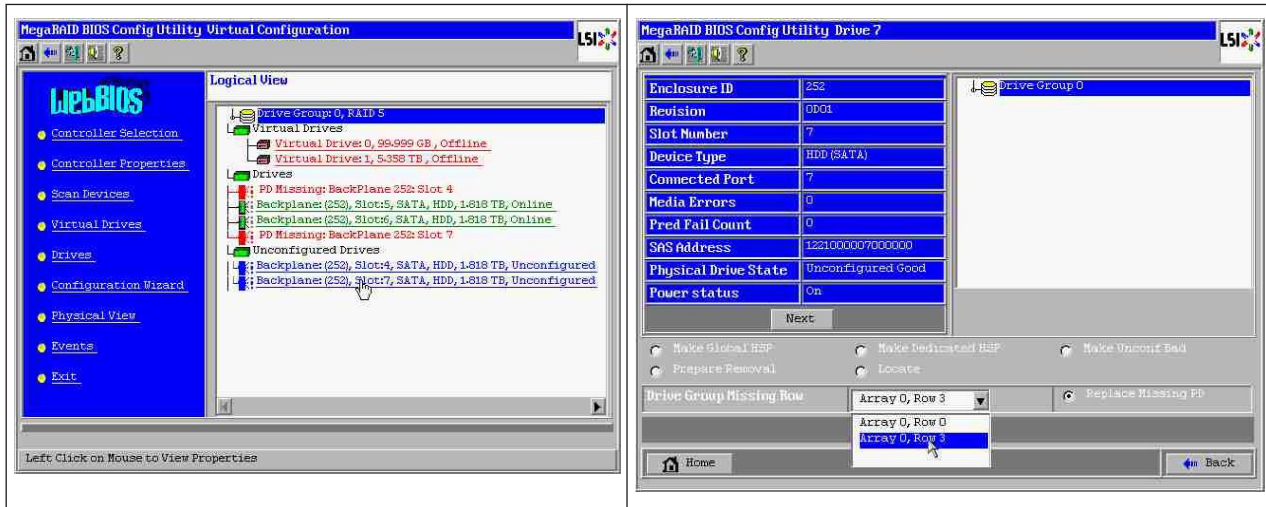 MegaRAID BIOS Config Utility Virtual Configuration
LSI
WebBIOS
Controller Selection
Controller Properties
Scan Devices
Virtual Drives
Drives
Configuration Wizard
Physical View
Events
Exit
Logical View
Drive Group: 0, RAID 5
Virtual Drives
Virtual Drive: 0, 99.999 GB, Offline
Virtual Drive: 1, 5.358 TB, Offline
Drives
PD Missing: BackPlane 252: Slot 4
Backplane: (252), Slot:5, SATA, HDD, 1.818 TB, Online
Backplane: (252), Slot:6, SATA, HDD, 1.818 TB, Online
PD Missing: BackPlane 252: Slot 7
Unconfigured Drives
Backplane: (252), Slot:4, SATA, HDD, 1.818 TB, Unconfigured
Backplane: (252), Slot:7, SATA, HDD, 1.818 TB, Unconfigured
Left Click on Mouse to View Properties
MegaRAID BIOS Config Utility Drive 7
LSI
Enclosure ID 252
Revision 0D01
Slot Number 7
Device Type HDD (SATA)
Connected Port 7
Media Errors 0
Pred Fail Count 0
SAS Address 1221000007000000
Physical Drive State Unconfigured Good
Power status On
Next
Drive Group 0
Make Global HSP Make Dedicated HSP Make Unconf Bad
Prepare Removal Locate
Drive Group Missing Row Array 0, Row 3 Replace Missing PD
Array 0, Row 0
Array 0, Row 3
Home Back